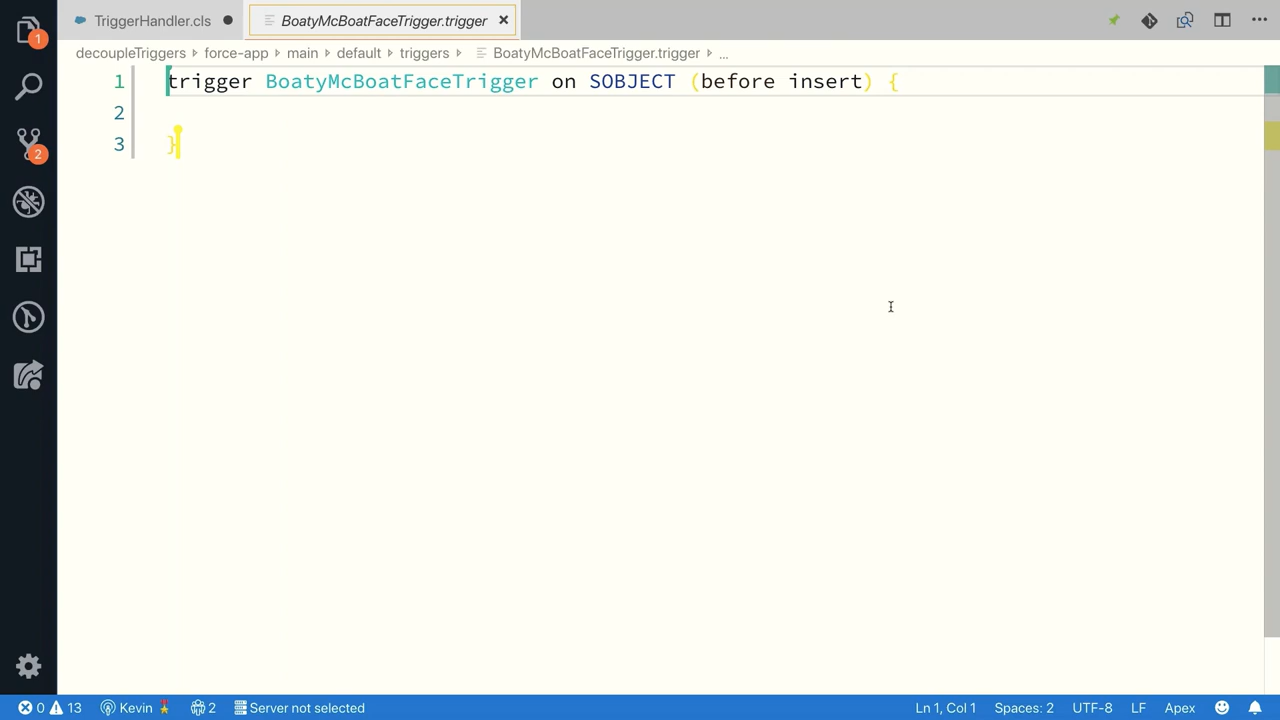 TriggerHandler.cls
BoatyMcBoatFaceTrigger.trigger
decoupleTriggers force-app main default triggers BoatyMcBoatFaceTrigger.trigger ...
1 trigger BoatyMcBoatFaceTrigger on SOBJECT (before insert) {
2
3 }
1
2
0 13 Kevin 2 Server not selected Ln 1, Col 1 Spaces: 2 UTF-8 LF Apex